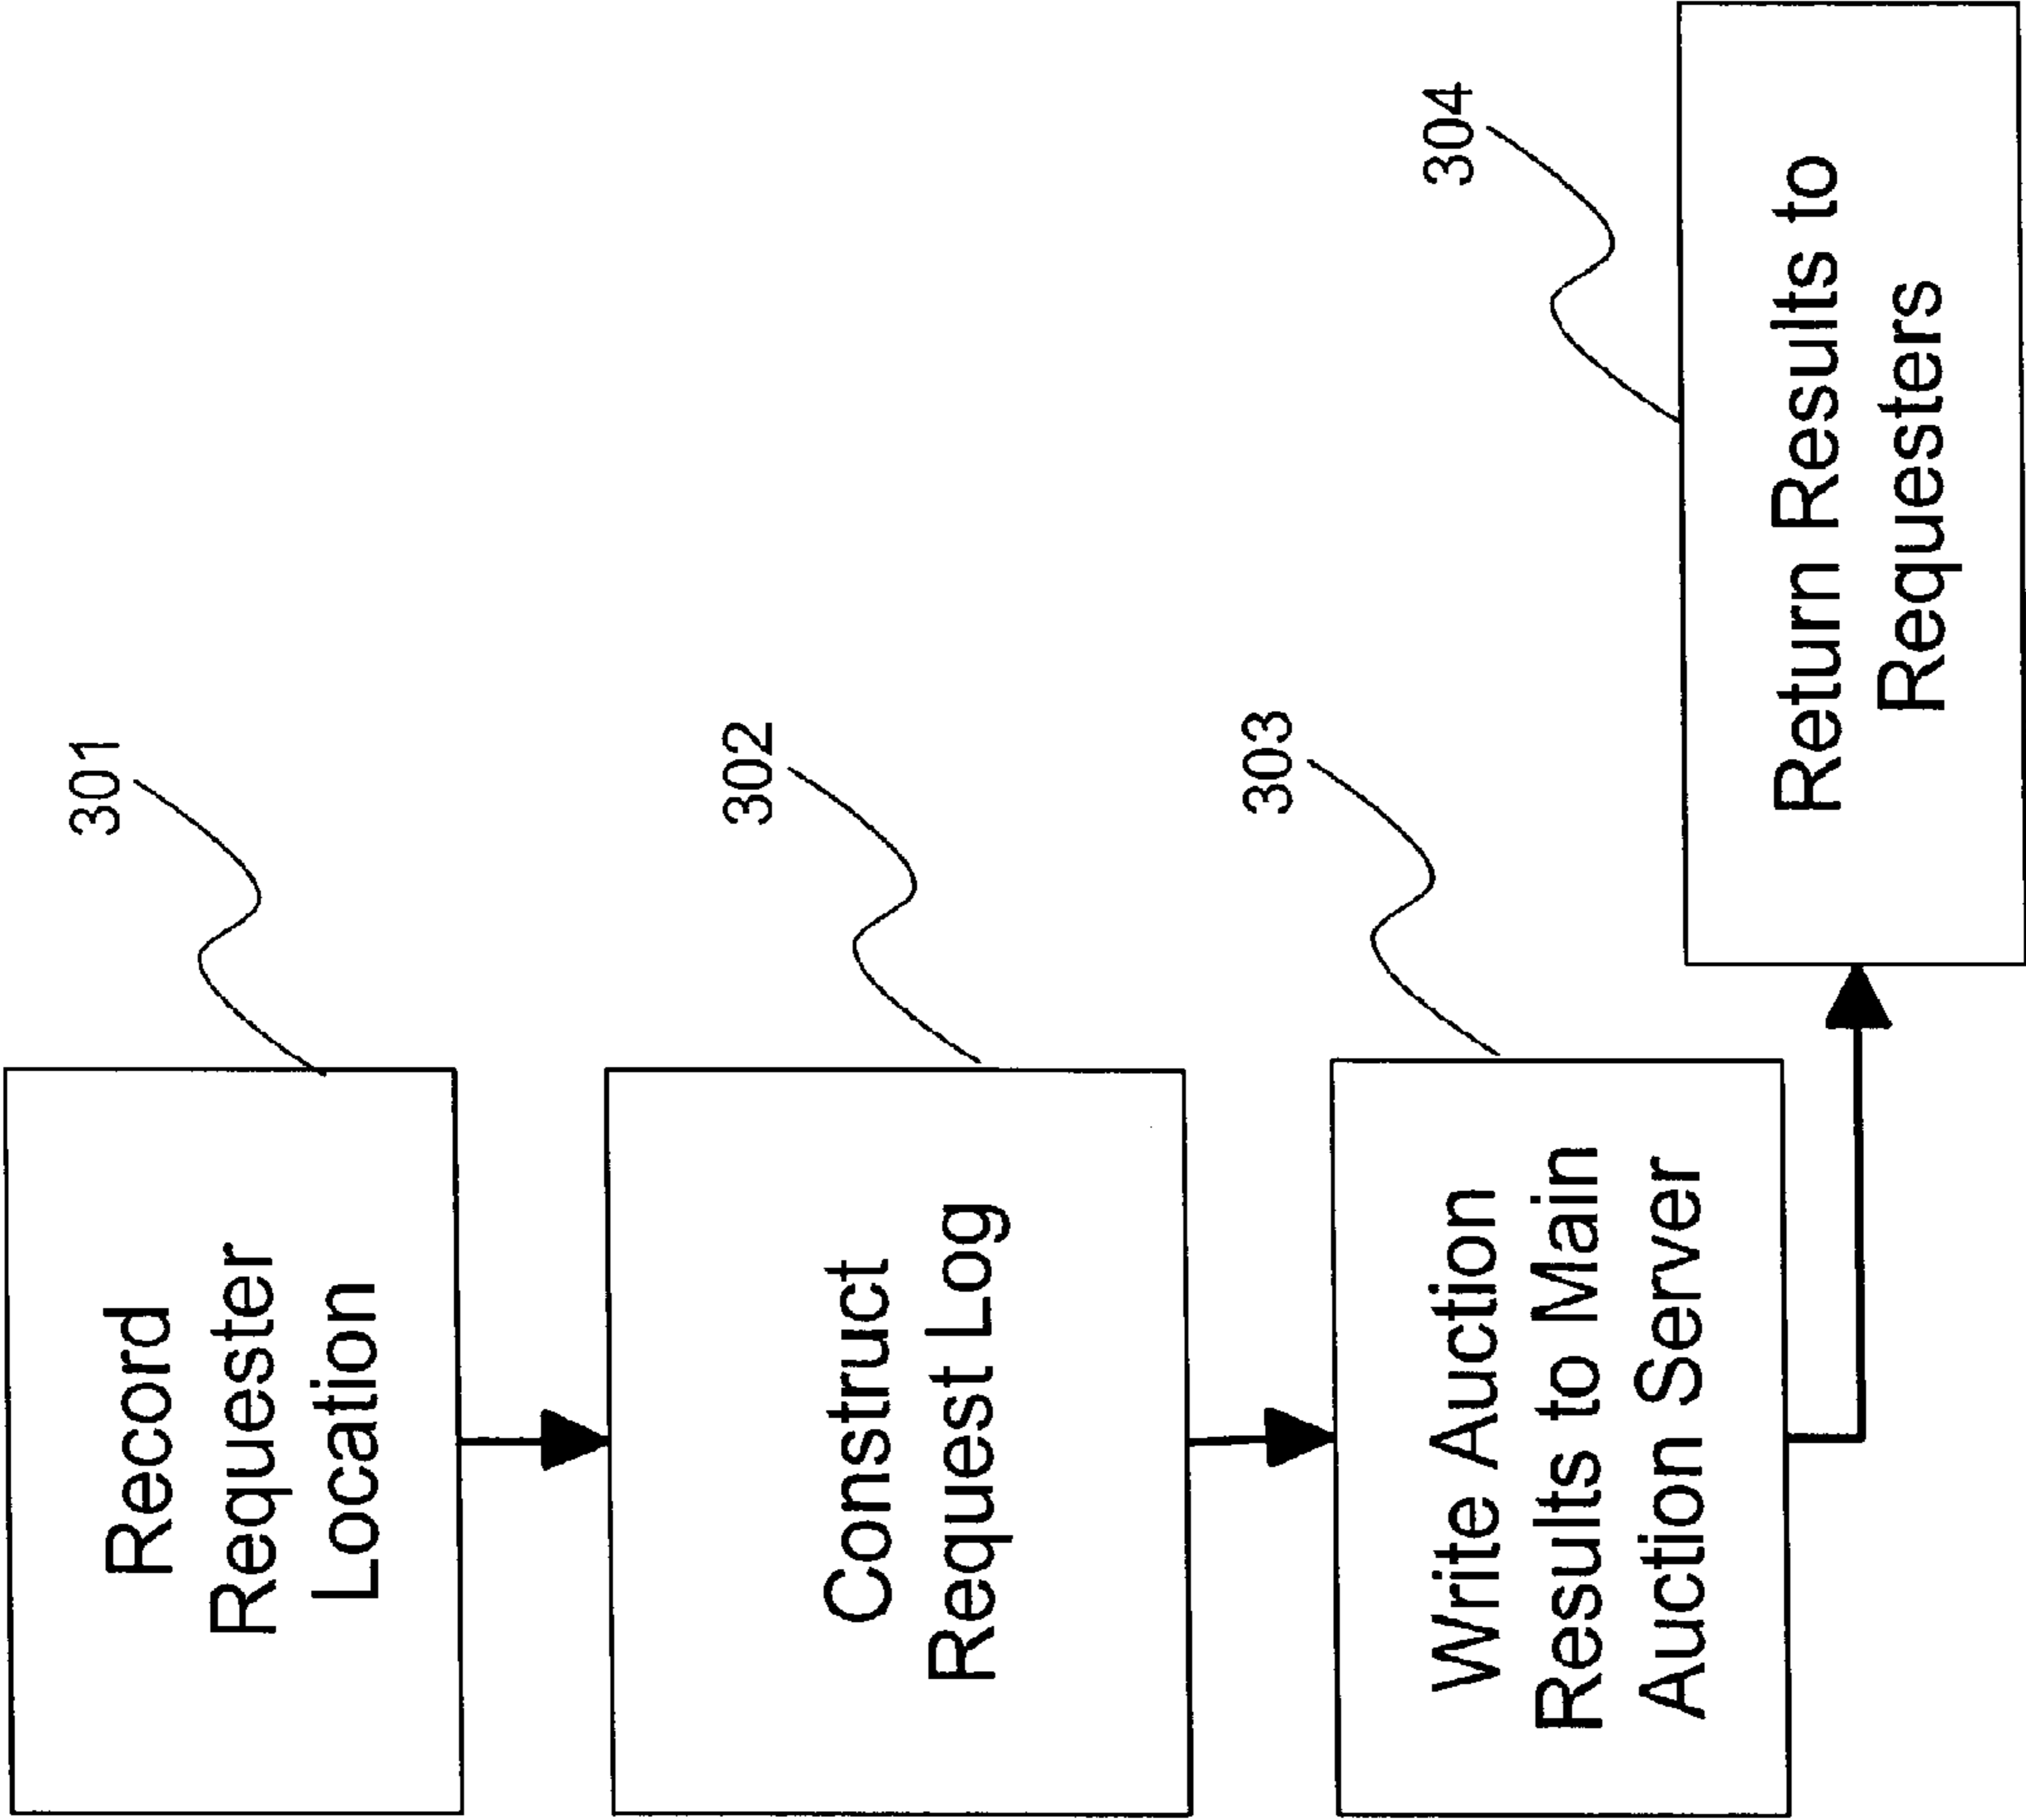 301
Record
Requester
Location
302
Construct
Request Log
303
Write Auction
Results to Main
Auction Server
304
Return Results to
Requesters